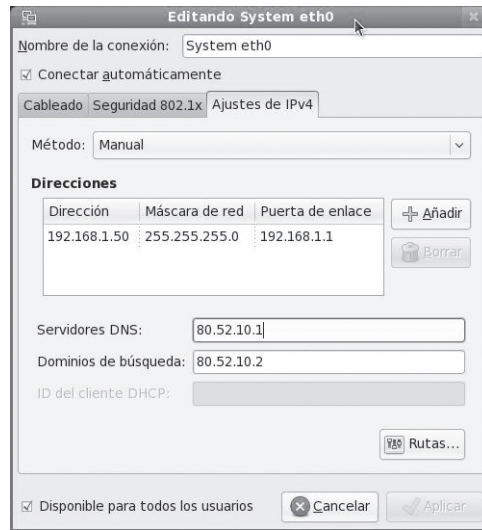 Editando System eth0
Nombre de la conexión: System eth0
Conectar automáticamente
Cableado Seguridad 802.1x Ajustes de IPv4
Método: Manual
Direcciones
Dirección Máscara de red Puerta de enlace
192.168.1.50 255.255.255.0 192.168.1.1
Añadir
Borrar
Servidores DNS: 80.52.10.1
Dominios de búsqueda: 80.52.10.2
ID del cliente DHCP:
Rutas...
Disponible para todos los usuarios Cancelar Aplicar